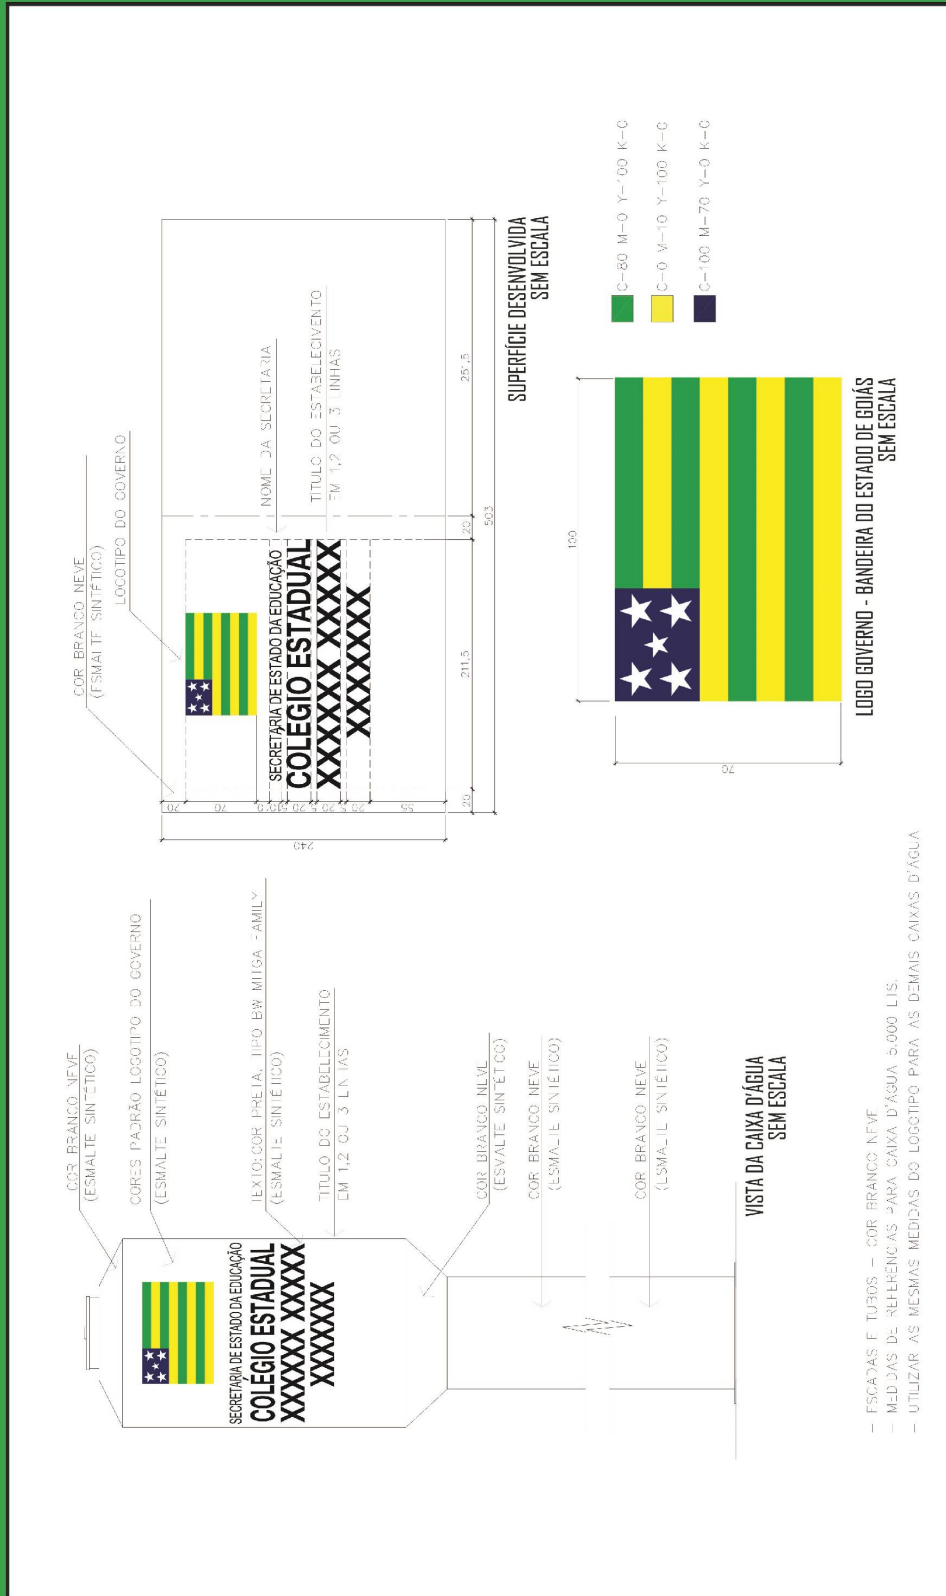 COR BRANCO NEVE
(ESMALTE SINTÉTICO)
CORES PADRÃO LOGOTIPO DO GOVERNO
(ESMALTE SINTÉTICO)
TEXTO: COR PRETA, TIPO BW MITGA FAMILY
(ESMALTE SINTÉTICO)
TITULO DO ESTABELECIMENTO
EM 1,2 OU 3 LINHAS
COR BRANCO NEVE
(ESMALTE SINTÉTICO)
COR BRANCO NEVE
(ESMALTE SINTÉTICO)
COR BRANCO NEVE
(ESMALTE SINTÉTICO)
SECRETARIA DE ESTADO DA EDUCAÇÃO
COLÉGIO ESTADUAL
XXXXXX XXXXX
XXXXXXX
VISTA DA CAIXA D'ÁGUA
SEM ESCALA
- ESCADAS E TUBOS - COR BRANCO NEVE
- MEDIDAS DE REFERÊNCIAS PARA CAIXA D'ÁGUA 5.000 LTS.
- UTILIZAR AS MESMAS MEDIDAS DO LOGOTIPO PARA AS DEMAIS CAIXAS D'ÁGUA
COR BRANCO NEVE
(ESMALTE SINTÉTICO)
LOGOTIPO DO GOVERNO
SECRETARIA DE ESTADO DA EDUCAÇÃO
COLÉGIO ESTADUAL
XXXXXX XXXXX
XXXXXXX
NOME DA SECRETARIA
TITULO DO ESTABELECIMENTO
EM 1,2 OU 3 LINHAS
240
20
70
10
5
20
5
20
5
20
55
20
211,5
20
251,5
503
SUPERFÍCIE DESENVOLVIDA
SEM ESCALA
100
70
LOGO GOVERNO - BANDEIRA DO ESTADO DE GOIÁS
SEM ESCALA
C-80 M-0 Y-100 K-0
C-0 M-10 Y-100 K-0
C-100 M-70 Y-0 K-0